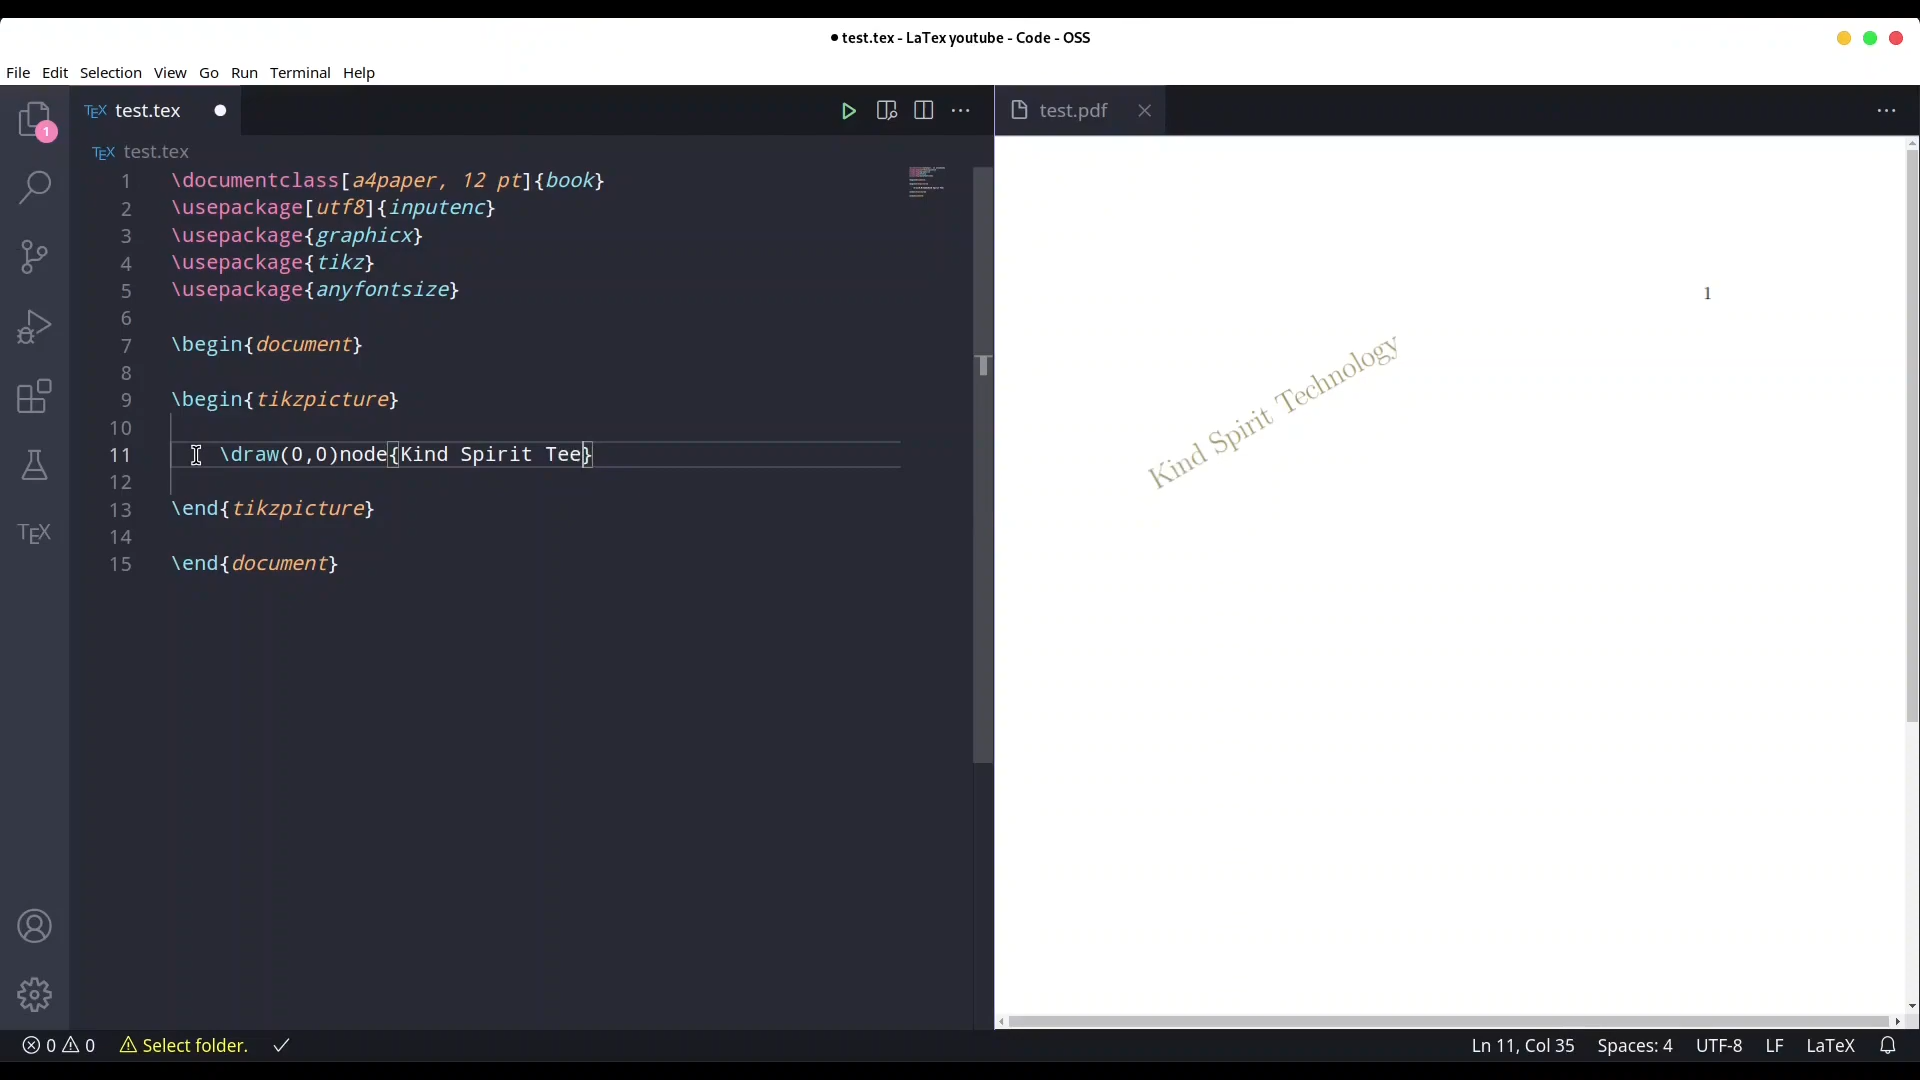 test.tex - LaTex youtube - Code - OSS
File Edit Selection View Go Run Terminal Help
1
TEX test.tex
TEX test.tex
1 \documentclass[a4paper, 12 pt]{book}
2 \usepackage[utf8]{inputenc}
3 \usepackage{graphicx}
4 \usepackage{tikz}
5 \usepackage{anyfontsize}
6
7 \begin{document}
8
9 \begin{tikzpicture}
10
11 \draw(0,0)node{Kind Spirit Tee}
12
13 \end{tikzpicture}
14
15 \end{document}
TEX
test.pdf
1
Kind Spirit Technology
0 0 Select folder.
Ln 11, Col 35 Spaces: 4 UTF-8 LF LaTeX